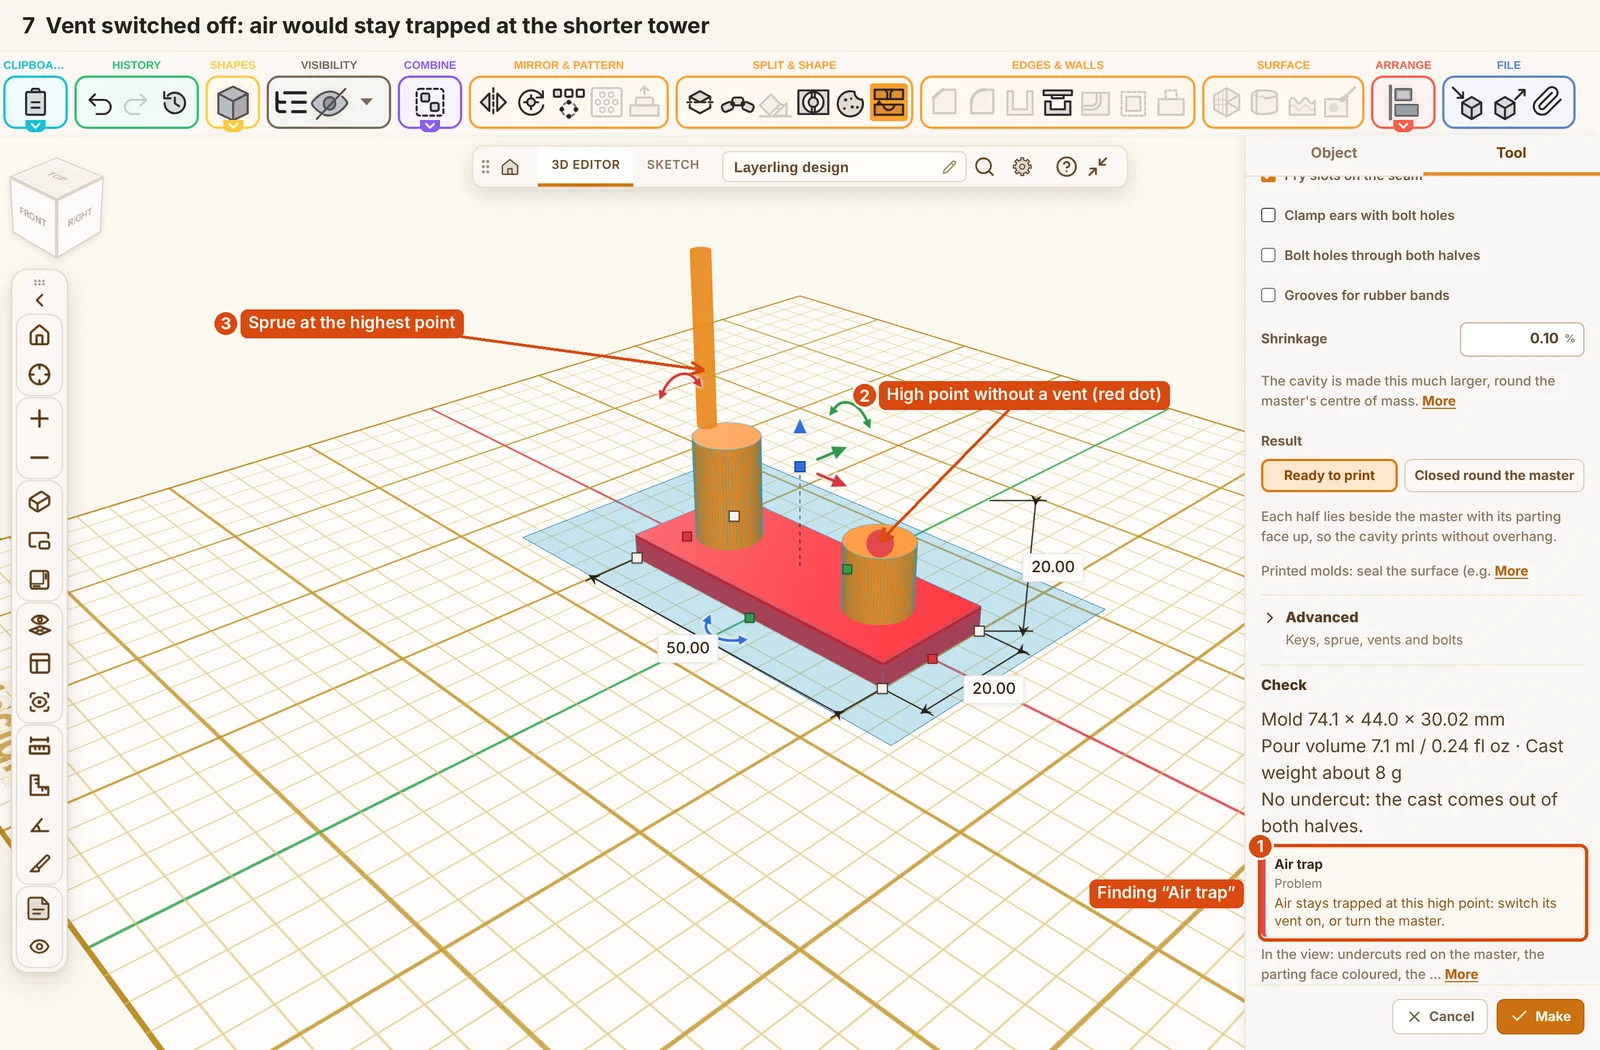 7 Vent switched off: air would stay trapped at the shorter tower
CLIPBOA... HISTORY SHAPES VISIBILITY COMBINE MIRROR & PATTERN SPLIT & SHAPE EDGES & WALLS SURFACE ARRANGE FILE
3D EDITOR SKETCH Layerling design
Object Tool
TOP
FRONT RIGHT
Pry slots on the seam
Clamp ears with bolt holes
Bolt holes through both halves
Grooves for rubber bands
Shrinkage 0.10 %
The cavity is made this much larger, round the
master's centre of mass. More
Result
Ready to print Closed round the master
Each half lies beside the master with its parting
face up, so the cavity prints without overhang.
Printed molds: seal the surface (e.g. More
Advanced
Keys, sprue, vents and bolts
Check
Mold 74.1 × 44.0 × 30.02 mm
Pour volume 7.1 ml / 0.24 fl oz · Cast
weight about 8 g
No undercut: the cast comes out of
both halves.
1
Air trap
Problem
Air stays trapped at this high point: switch its
vent on, or turn the master.
In the view: undercuts red on the master, the
parting face coloured, the ... More
Cancel Make
3 Sprue at the highest point
2 High point without a vent (red dot)
20.00
50.00
20.00
Finding “Air trap”